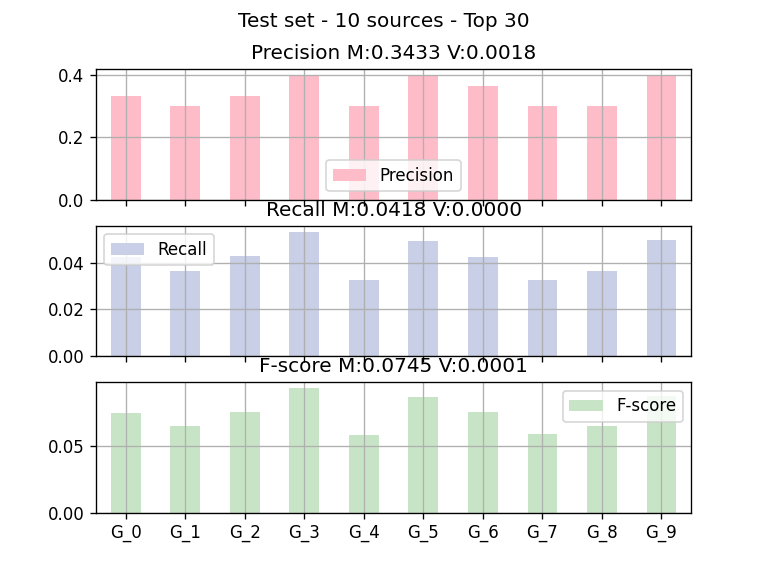 Test set - 10 sources - Top 30
Precision M:0.3433 V:0.0018
0.4
0.2
0.0
Precision
Recall M:0.0418 V:0.0000
Recall
0.04
0.02
0.00
F-score M:0.0745 V:0.0001
F-score
0.05
0.00
G_0 G_1 G_2 G_3 G_4 G_5 G_6 G_7 G_8 G_9